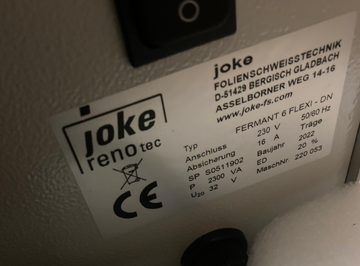 joke
FOLIENSCHWEISSTECHNIK
D-51429 BERGISCH GLADBACH
ASSELBORNER WEG 14-16
www.joke-fs.com
joke
renotec
CE
Typ FERMANT 6 FLEXI - DN
Anschluss 230 V 50/60 Hz
Absicherung 16 A Träge
SP S0511902 Baujahr 2022
P 2300 VA ED 20 %
U20 32 V MaschNr. 220 053